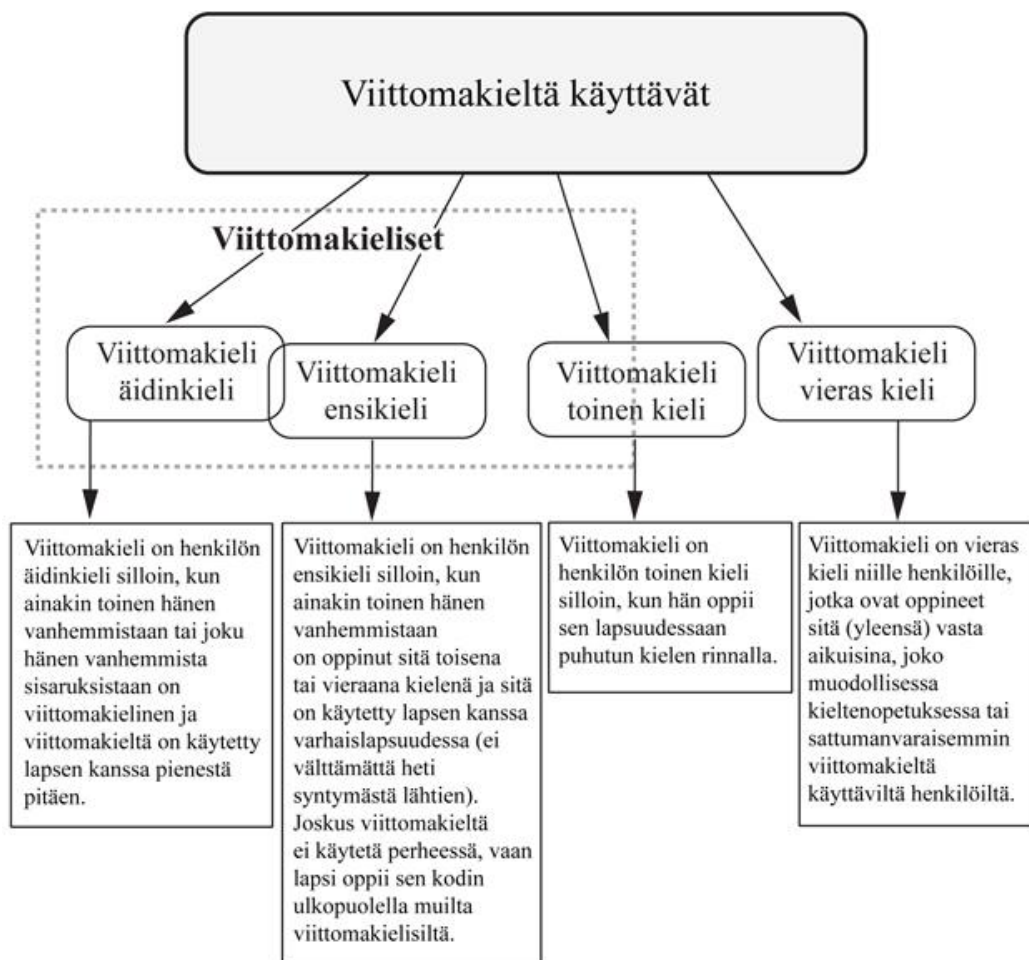 Viittomakieltä käyttävät
Viittomakieliset
Viittomakieli
äidinkieli
Viittomakieli
ensikieli
Viittomakieli
toinen kieli
Viittomakieli
vieras kieli
Viittomakieli on henkilön
äidinkieli silloin, kun
ainakin toinen hänen
vanhemmistaan tai joku
hänen vanhemmista
sisaruksistaan on
viittomakielinen ja
viittomakieltä on käytetty
lapsen kanssa pienestä
pitäen.
Viittomakieli on henkilön
ensikieli silloin, kun
ainakin toinen hänen
vanhemmistaan
on oppinut sitä toisena
tai vieraana kielenä ja sitä
on käytetty lapsen kanssa
varhaislapsuudessa (ei
välttämättä heti
syntymästä lähtien).
Joskus viittomakieltä
ei käytetä perheessä, vaan
lapsi oppii sen kodin
ulkopuolella muilta
viittomakielisiltä.
Viittomakieli on
henkilön toinen kieli
silloin, kun hän oppii
sen lapsuudessaan
puhutun kielen rinnalla.
Viittomakieli on vieras
kieli niille henkilöille,
jotka ovat oppineet
sitä (yleensä) vasta
aikuisina, joko
muodollisessa
kieltenopetuksessa tai
sattumanvaraisemmin
viittomakieltä
käyttäviltä henkilöiltä.